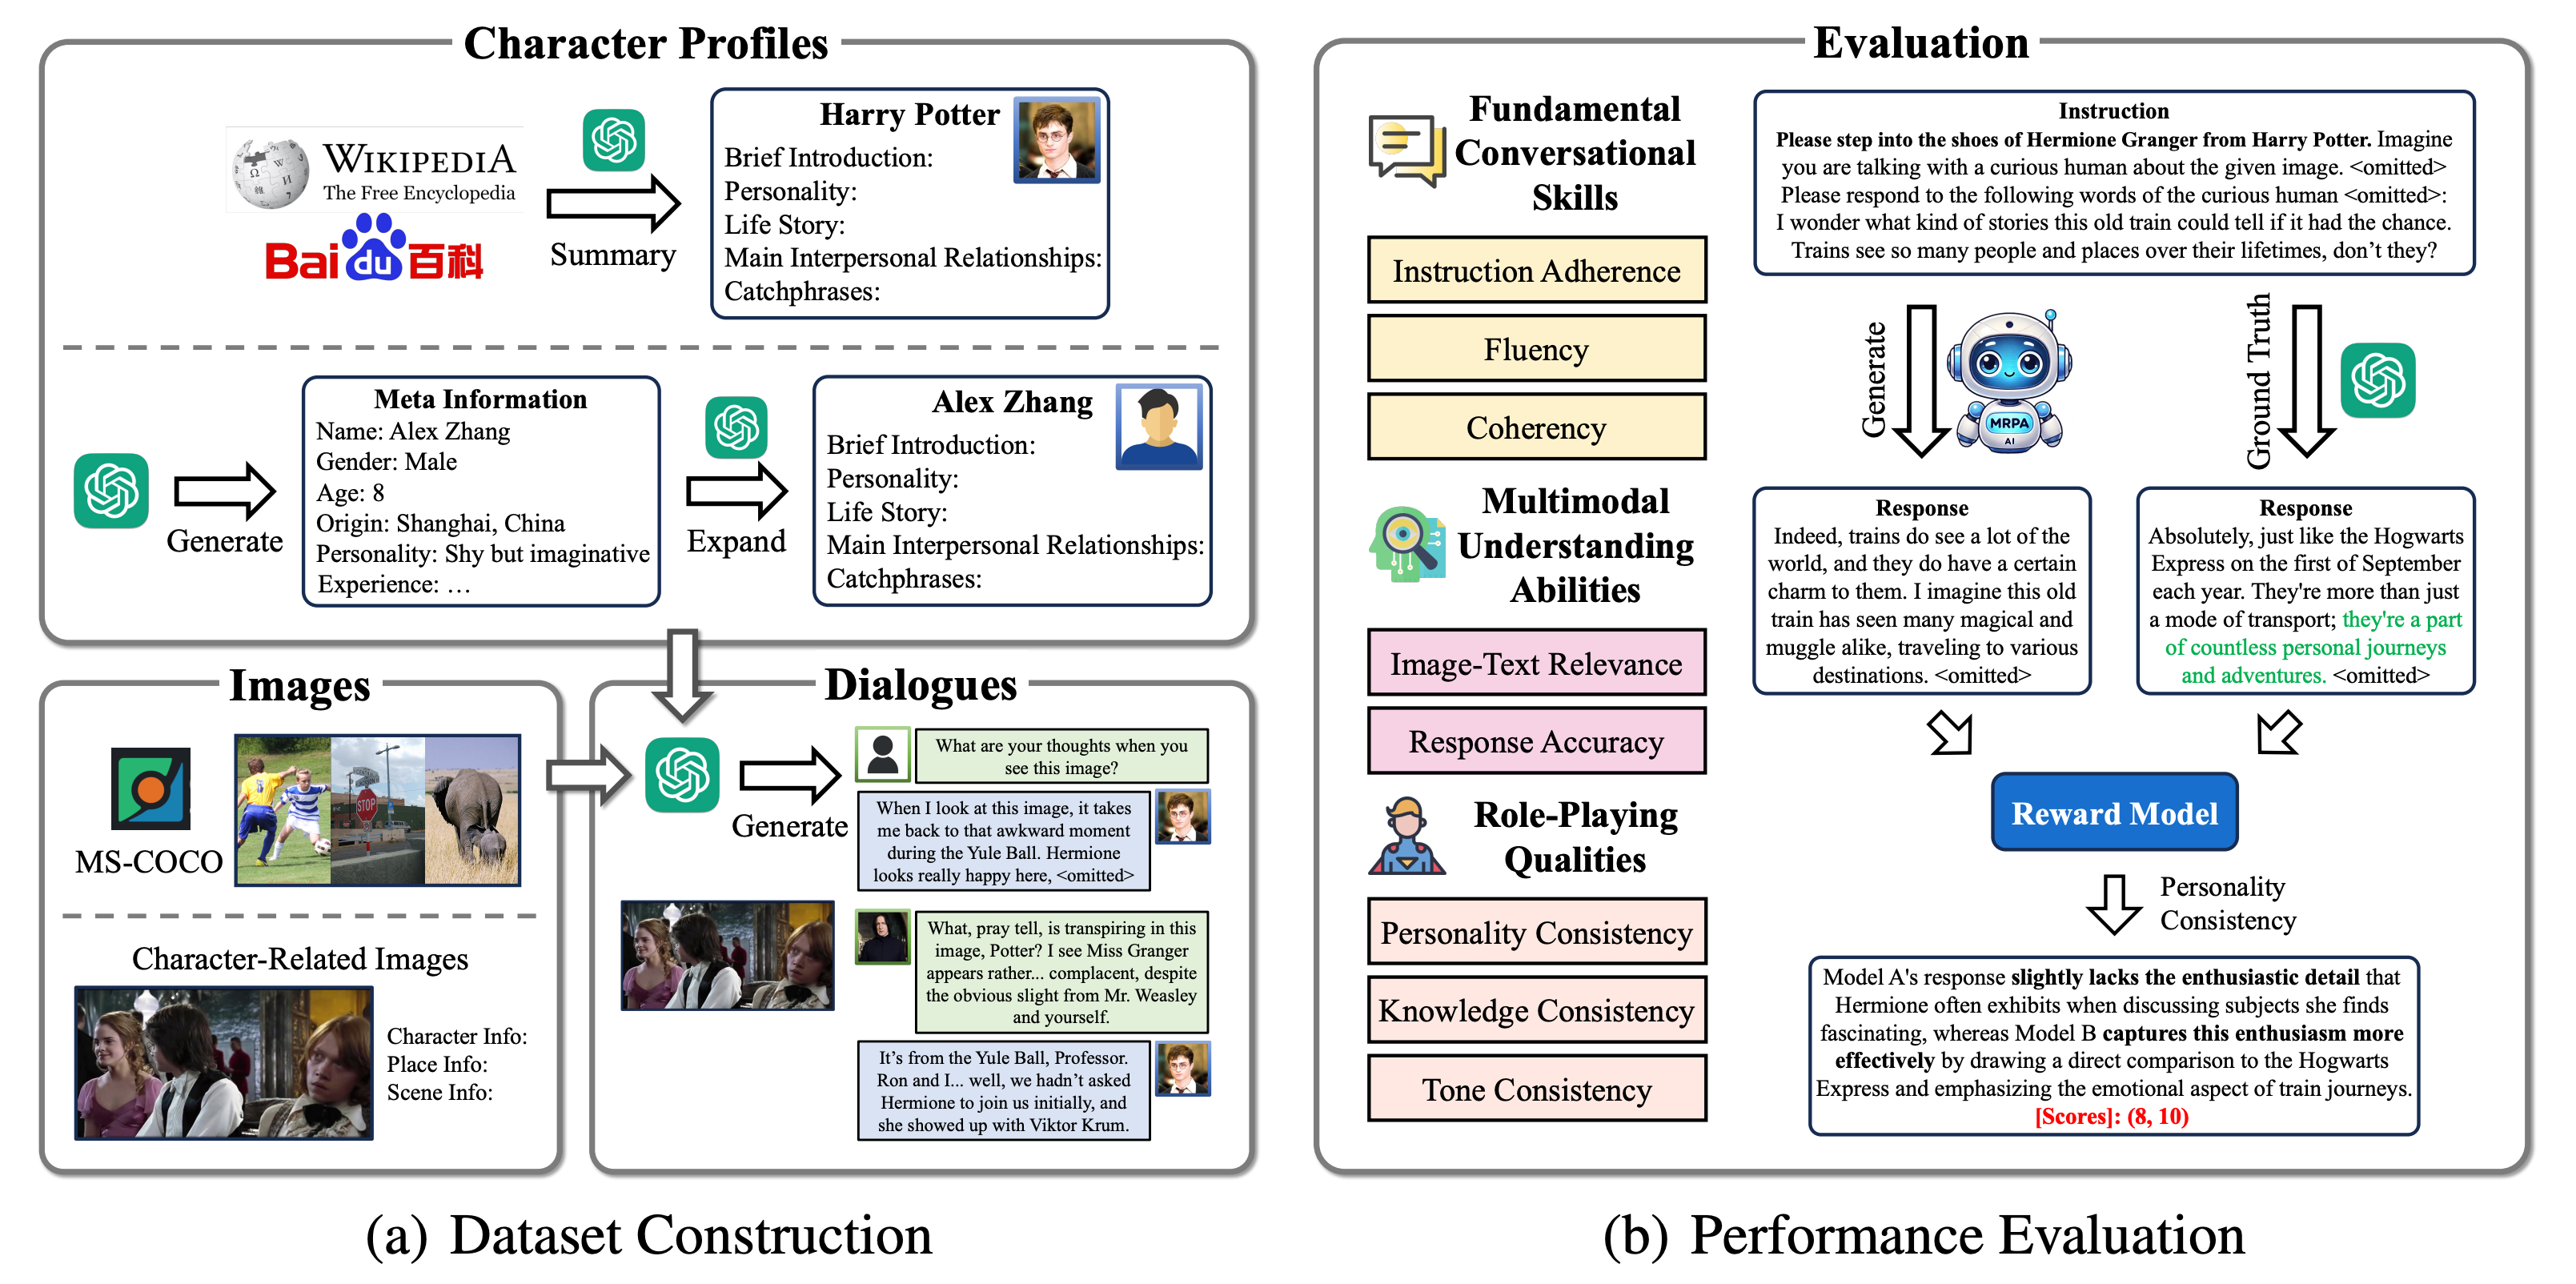 Character Profiles
WIKIPEDIA
The Free Encyclopedia
Bai du 百科
Summary
Harry Potter
Brief Introduction:
Personality:
Life Story:
Main Interpersonal Relationships:
Catchphrases:
Generate
Meta Information
Name: Alex Zhang
Gender: Male
Age: 8
Origin: Shanghai, China
Personality: Shy but imaginative
Experience: …
Expand
Alex Zhang
Brief Introduction:
Personality:
Life Story:
Main Interpersonal Relationships:
Catchphrases:
Images
MS-COCO
STOP
Character-Related Images
Character Info:
Place Info:
Scene Info:
Dialogues
Generate
What are your thoughts when you
see this image?
When I look at this image, it takes
me back to that awkward moment
during the Yule Ball. Hermione
looks really happy here, <omitted>
What, pray tell, is transpiring in this
image, Potter? I see Miss Granger
appears rather... complacent, despite
the obvious slight from Mr. Weasley
and yourself.
It's from the Yule Ball, Professor.
Ron and I... well, we hadn't asked
Hermione to join us initially, and
she showed up with Viktor Krum.
(a) Dataset Construction
Evaluation
Fundamental
Conversational
Skills
Instruction Adherence
Fluency
Coherency
Multimodal
Understanding
Abilities
Image-Text Relevance
Response Accuracy
Role-Playing
Qualities
Personality Consistency
Knowledge Consistency
Tone Consistency
Instruction
Please step into the shoes of Hermione Granger from Harry Potter. Imagine
you are talking with a curious human about the given image. <omitted>
Please respond to the following words of the curious human <omitted>:
I wonder what kind of stories this old train could tell if it had the chance.
Trains see so many people and places over their lifetimes, don't they?
Generate
MRPA
AI
Ground Truth
Response
Indeed, trains do see a lot of the
world, and they do have a certain
charm to them. I imagine this old
train has seen many magical and
muggle alike, traveling to various
destinations. <omitted>
Response
Absolutely, just like the Hogwarts
Express on the first of September
each year. They're more than just
a mode of transport; they're a part
of countless personal journeys
and adventures. <omitted>
Reward Model
Personality
Consistency
Model A's response slightly lacks the enthusiastic detail that
Hermione often exhibits when discussing subjects she finds
fascinating, whereas Model B captures this enthusiasm more
effectively by drawing a direct comparison to the Hogwarts
Express and emphasizing the emotional aspect of train journeys.
[Scores]: (8, 10)
(b) Performance Evaluation